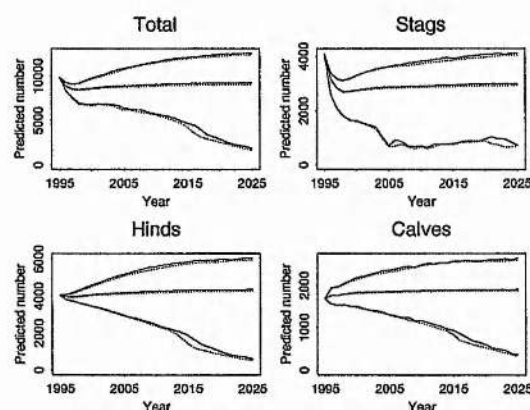 Total
Predicted number
0 5000 10000
1995 2005 2015 2025
Year
Stags
Predicted number
0 2000 4000
1995 2005 2015 2025
Year
Hinds
Predicted number
0 2000 4000 6000
1995 2005 2015 2025
Year
Calves
Predicted number
0 1000 2000
1995 2005 2015 2025
Year